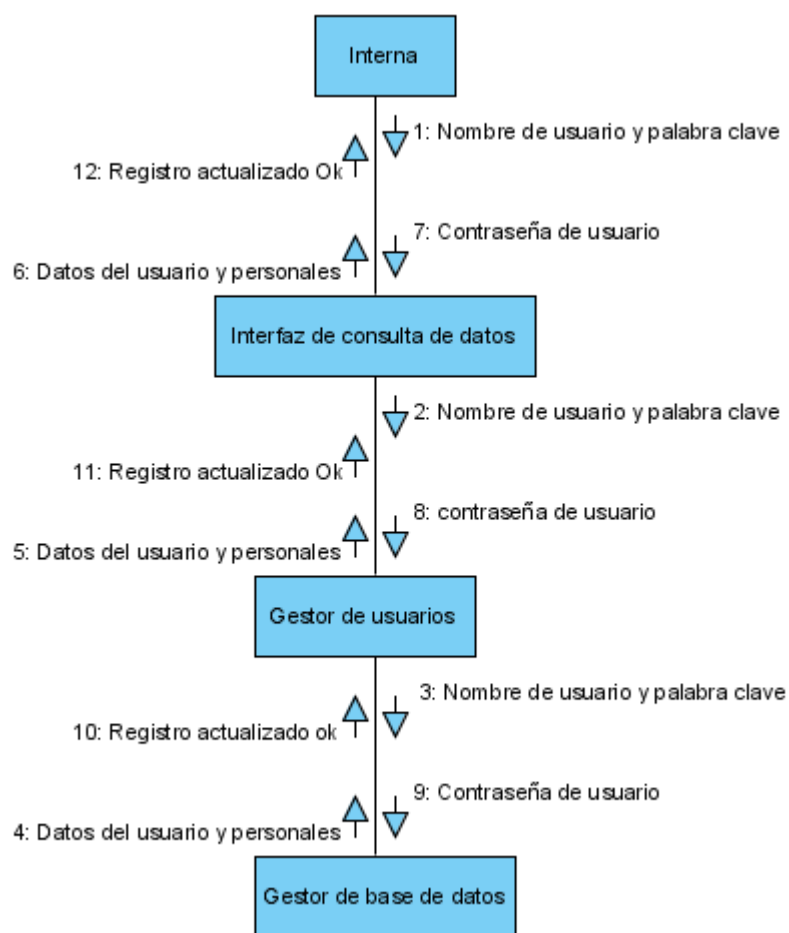 Interna
1: Nombre de usuario y palabra clave
12: Registro actualizado Ok
7: Contraseña de usuario
6: Datos del usuario y personales
Interfaz de consulta de datos
2: Nombre de usuario y palabra clave
11: Registro actualizado Ok
8: contraseña de usuario
5: Datos del usuario y personales
Gestor de usuarios
3: Nombre de usuario y palabra clave
10: Registro actualizado ok
9: Contraseña de usuario
4: Datos del usuario y personales
Gestor de base de datos